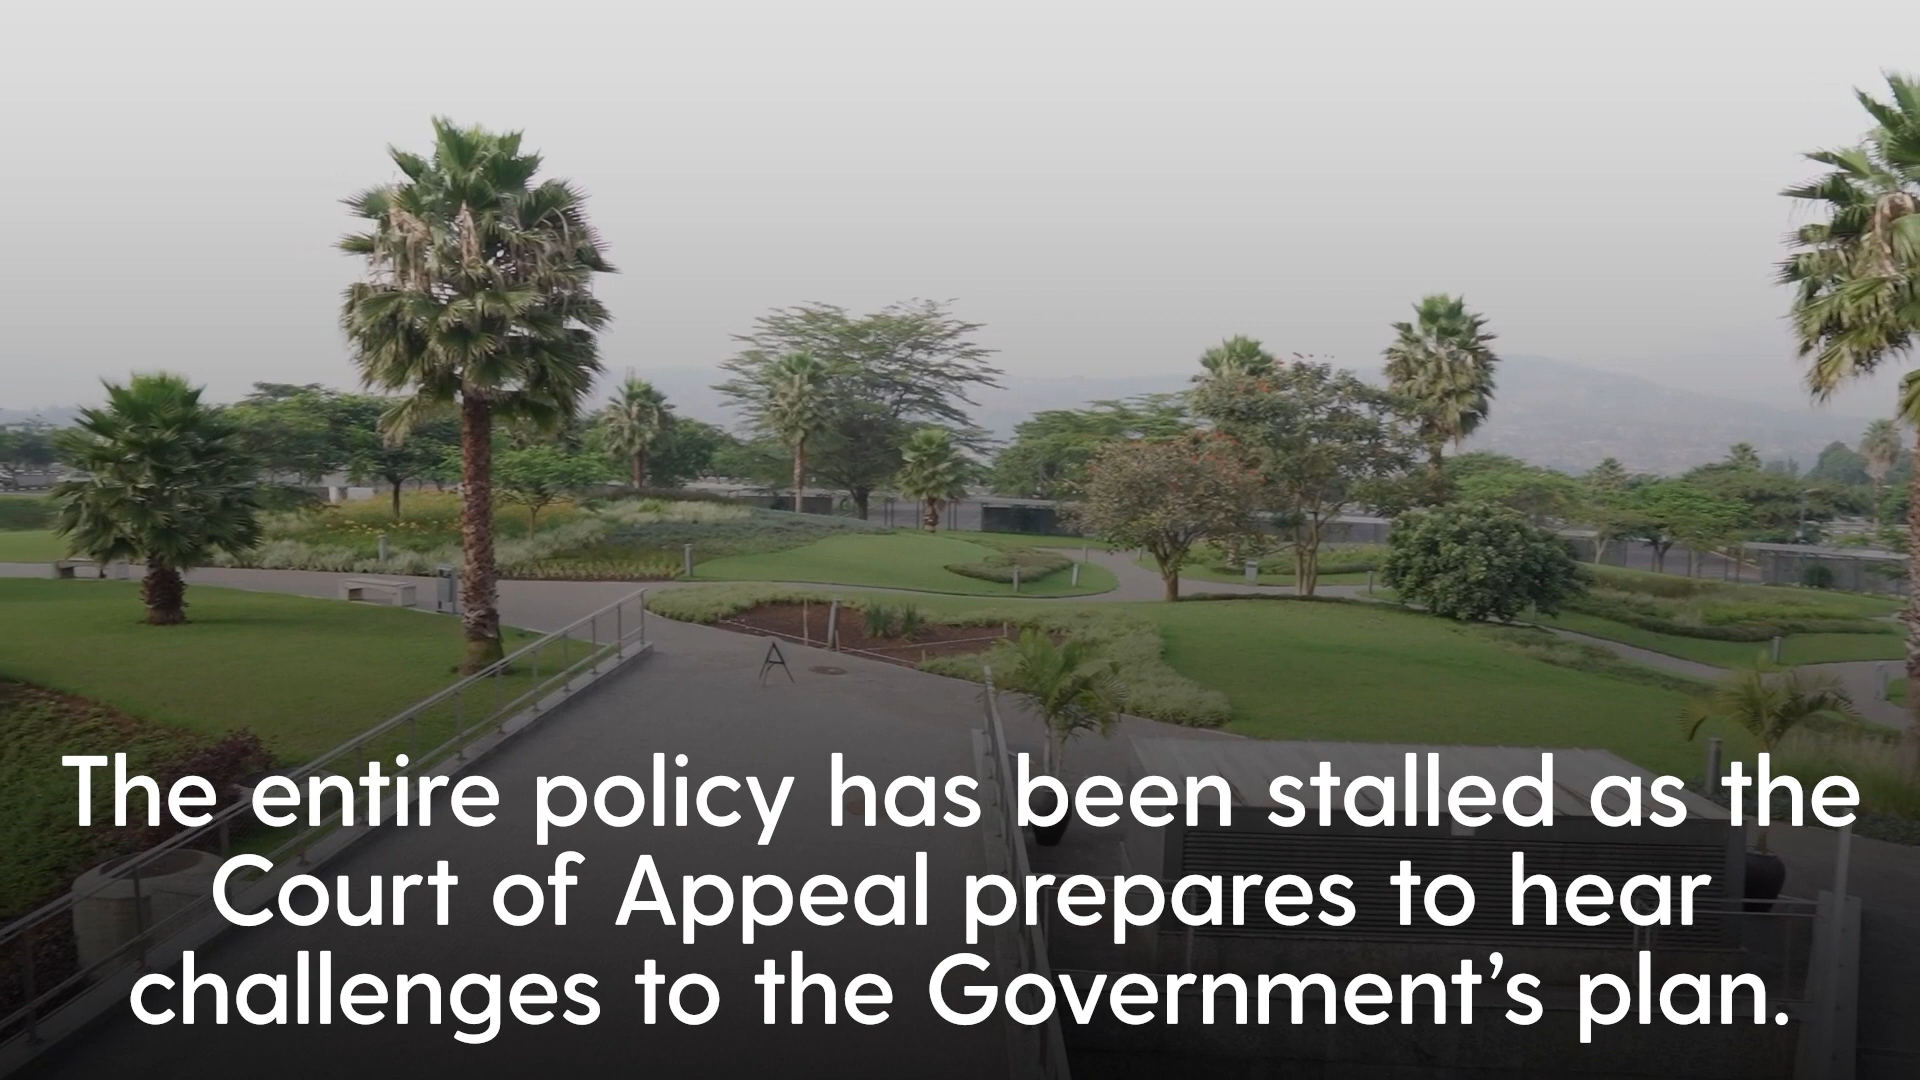 The entire policy has been stalled as the
Court of Appeal prepares to hear
challenges to the Government’s plan.